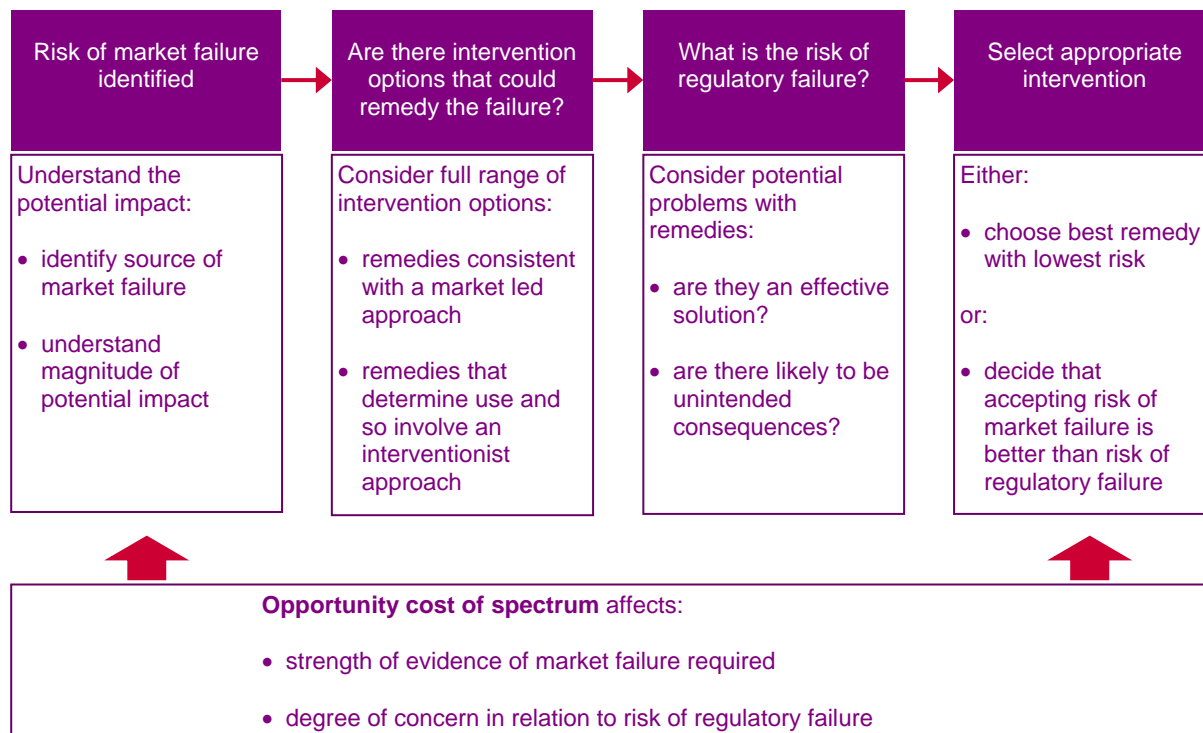 Risk of market failure
identified
Are there intervention
options that could
remedy the failure?
What is the risk of
regulatory failure?
Select appropriate
intervention
Understand the
potential impact:
• identify source of
market failure
• understand
magnitude of
potential impact
Consider full range of
intervention options:
• remedies consistent
with a market led
approach
• remedies that
determine use and
so involve an
interventionist
approach
Consider potential
problems with
remedies:
• are they an effective
solution?
• are there likely to be
unintended
consequences?
Either:
• choose best remedy
with lowest risk
or:
• decide that
accepting risk of
market failure is
better than risk of
regulatory failure
Opportunity cost of spectrum affects:
• strength of evidence of market failure required
• degree of concern in relation to risk of regulatory failure